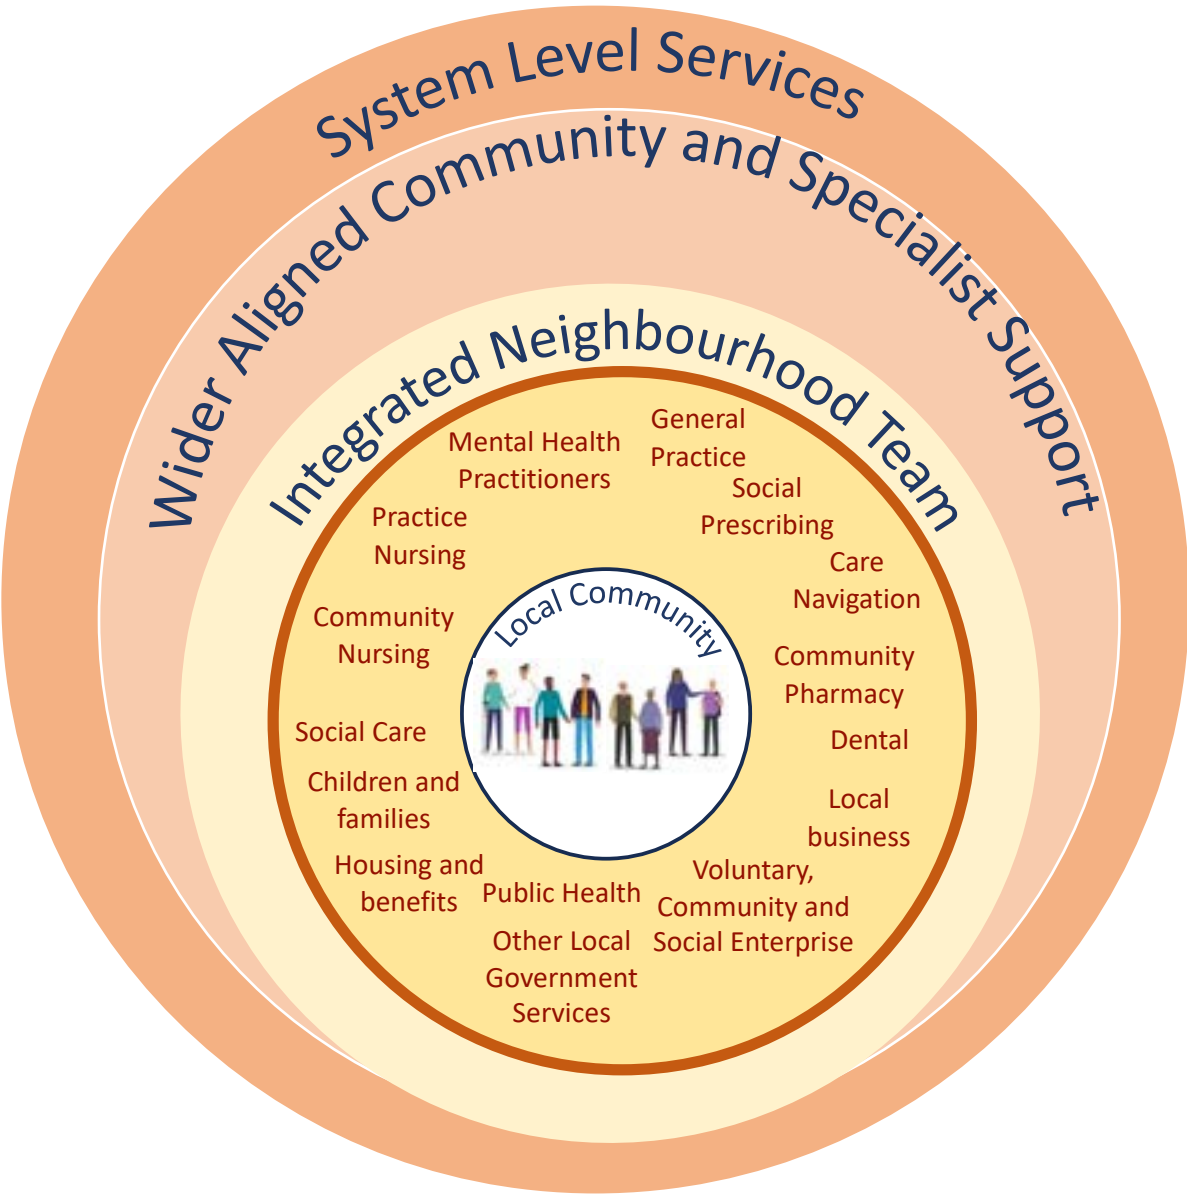 System Level Services
Wider Aligned Community and Specialist Support
Integrated Neighbourhood Team
General
Practice
Social
Prescribing
Care
Navigation
Community
Pharmacy
Dental
Local
business
Voluntary,
Community and
Social Enterprise
Other Local
Government
Services
Public Health
Housing and
benefits
Children and
families
Social Care
Community
Nursing
Practice
Nursing
Mental Health
Practitioners
Local Community